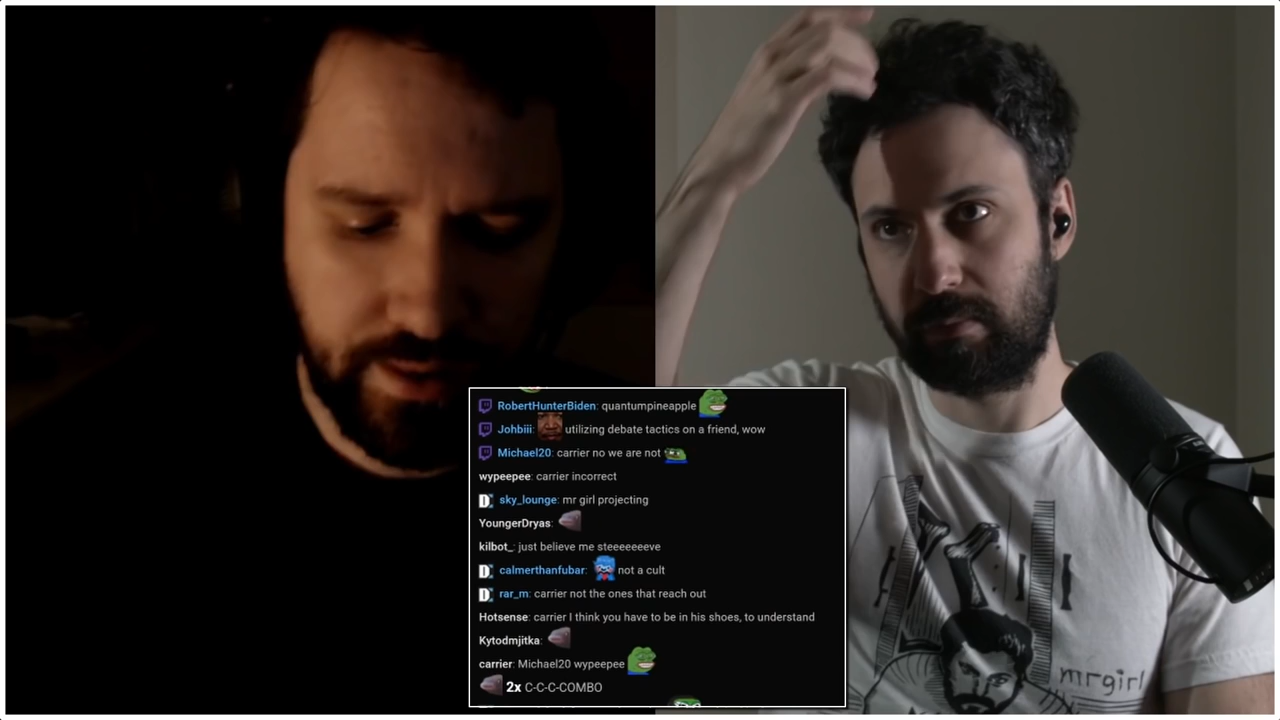 RobertHunterBiden: quantumpineapple
Johbiii: utilizing debate tactics on a friend, wow
Michael20: carrier no we are not
wypeepee: carrier incorrect
sky_lounge: mr girl projecting
YoungerDryas:
kilbot_: just believe me steeeeeeeve
calmerthanfubar: not a cult
rar_m: carrier not the ones that reach out
Hotsense: carrier I think you have to be in his shoes, to understand
Kytodmjitka:
carrier: Michael20 wypeepee
2x C-C-C-COMBO
mrgirl